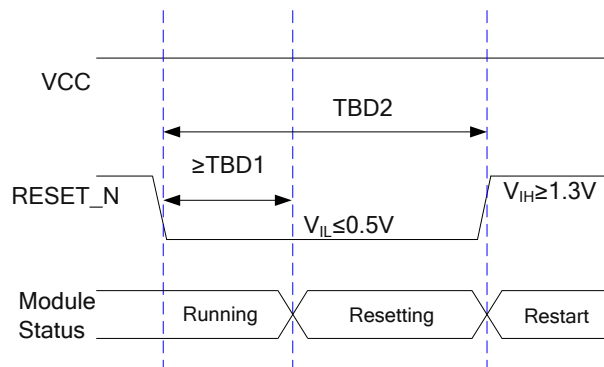 VCC
TBD2
≥TBD1
RESET_N
VIL≤0.5V
VIH≥1.3V
Module
Status
Running
Resetting
Restart